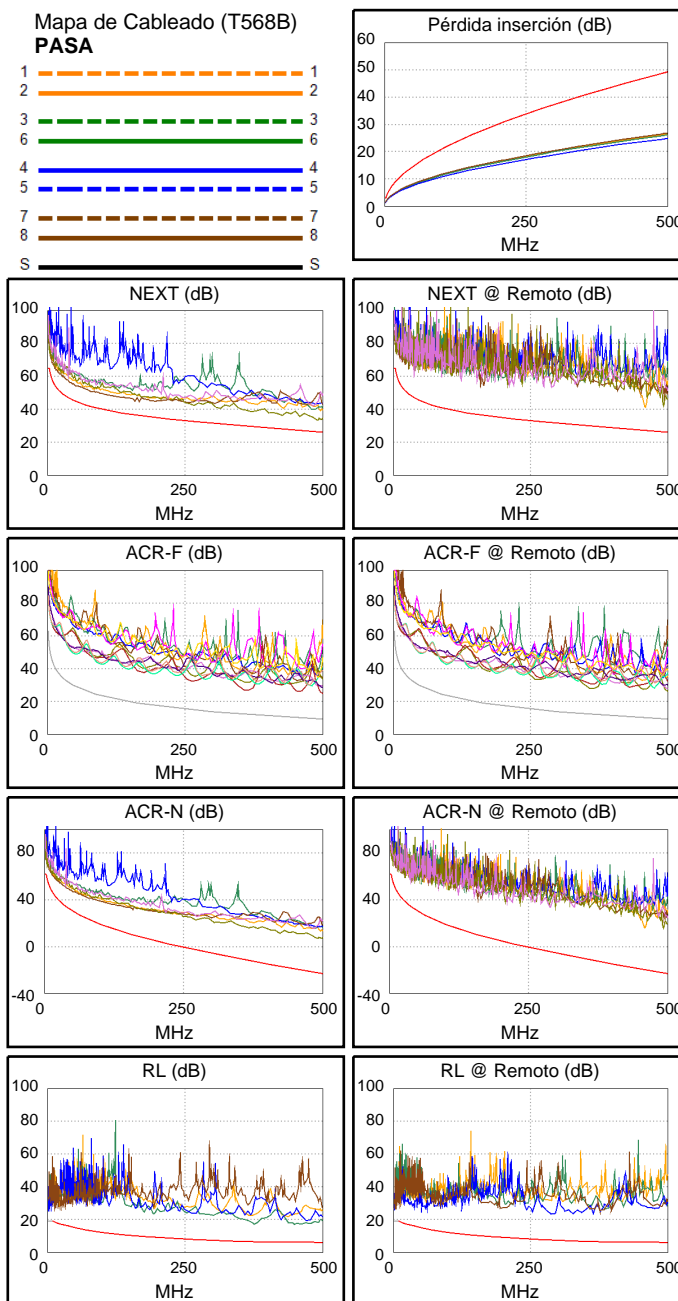 Mapa de Cableado (T568B)
PASA
1 1
2 2
3 3
6 6
4 4
5 5
7 7
8 8
S S
Pérdida inserción (dB)
60
50
40
30
20
10
0
0 250 500
MHz
NEXT (dB)
100
80
60
40
20
0
0 250 500
MHz
NEXT @ Remoto (dB)
100
80
60
40
20
0
0 250 500
MHz
ACR-F (dB)
100
80
60
40
20
0
0 250 500
MHz
ACR-F @ Remoto (dB)
100
80
60
40
20
0
0 250 500
MHz
ACR-N (dB)
80
40
0
-40
0 250 500
MHz
ACR-N @ Remoto (dB)
80
40
0
-40
0 250 500
MHz
RL (dB)
100
80
60
40
20
0
0 250 500
MHz
RL @ Remoto (dB)
100
80
60
40
20
0
0 250 500
MHz